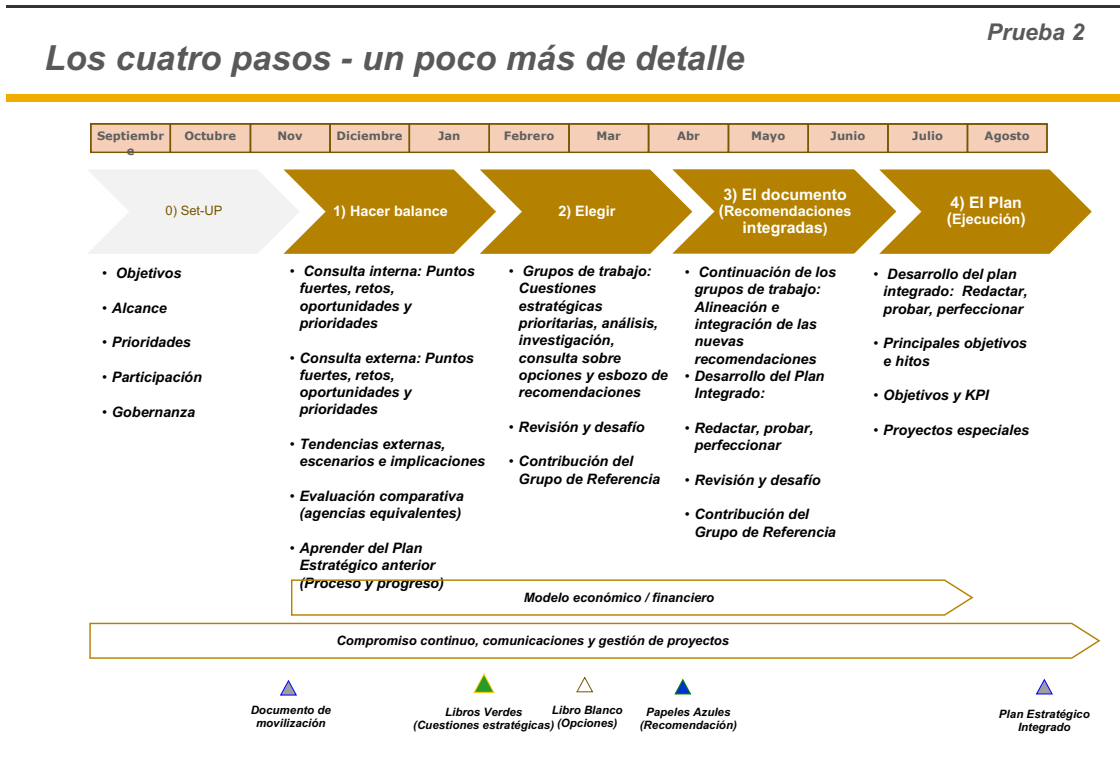 Prueba 2
Los cuatro pasos - un poco más de detalle
Septiembr
e
Octubre
Nov
Diciembre
Jan
Febrero
Mar
Abr
Mayo
Junio
Julio
Agosto
0) Set-UP
1) Hacer balance
2) Elegir
3) El documento
(Recomendaciones
integradas)
4) El Plan
(Ejecución)
• Objetivos
• Alcance
• Prioridades
• Participación
• Gobernanza
• Consulta interna: Puntos
fuertes, retos,
oportunidades y
prioridades
• Consulta externa: Puntos
fuertes, retos,
oportunidades y
prioridades
• Tendencias externas,
escenarios e implicaciones
• Evaluación comparativa
(agencias equivalentes)
• Aprender del Plan
Estratégico anterior
(Proceso y progreso)
• Grupos de trabajo:
Cuestiones
estratégicas
prioritarias, análisis,
investigación,
consulta sobre
opciones y esbozo de
recomendaciones
• Revisión y desafío
• Contribución del
Grupo de Referencia
• Continuación de los
grupos de trabajo:
Alineación e
integración de las
nuevas
recomendaciones
• Desarrollo del Plan
Integrado:
• Redactar, probar,
perfeccionar
• Revisión y desafío
• Contribución del
Grupo de Referencia
• Desarrollo del plan
integrado: Redactar,
probar, perfeccionar
• Principales objetivos
e hitos
• Objetivos y KPI
• Proyectos especiales
Modelo económico / financiero
Compromiso continuo, comunicaciones y gestión de proyectos
Documento de
movilización
Libros Verdes
(Cuestiones estratégicas)
Libro Blanco
(Opciones)
Papeles Azules
(Recomendación)
Plan Estratégico
Integrado